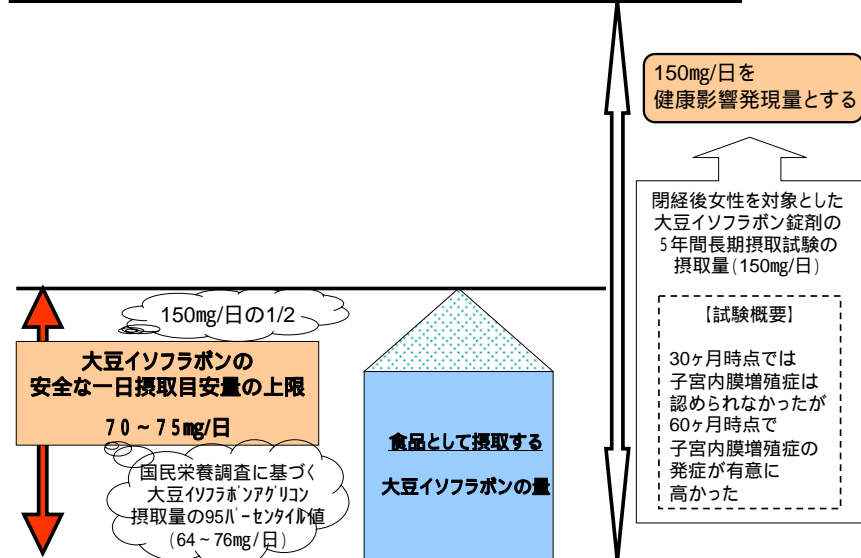 150mg/日を
健康影響発現量とする
閉経後女性を対象とした
大豆イソフラボン錠剤の
5年間長期摂取試験の
摂取量(150mg/日)
【試験概要】
30ヶ月時点では
子宮内膜増殖症は
認められなかったが
60ヶ月時点で
子宮内膜増殖症の
発症が有意に
高かった
150mg/日の1/2
大豆イソフラボンの
安全な一日摂取目安量の上限
70~75mg/日
国民栄養調査に基づく
大豆イソフラボンアグリコン
摂取量の95パーセンタイル値
(64~76mg/日)
食品として摂取する
大豆イソフラボンの量